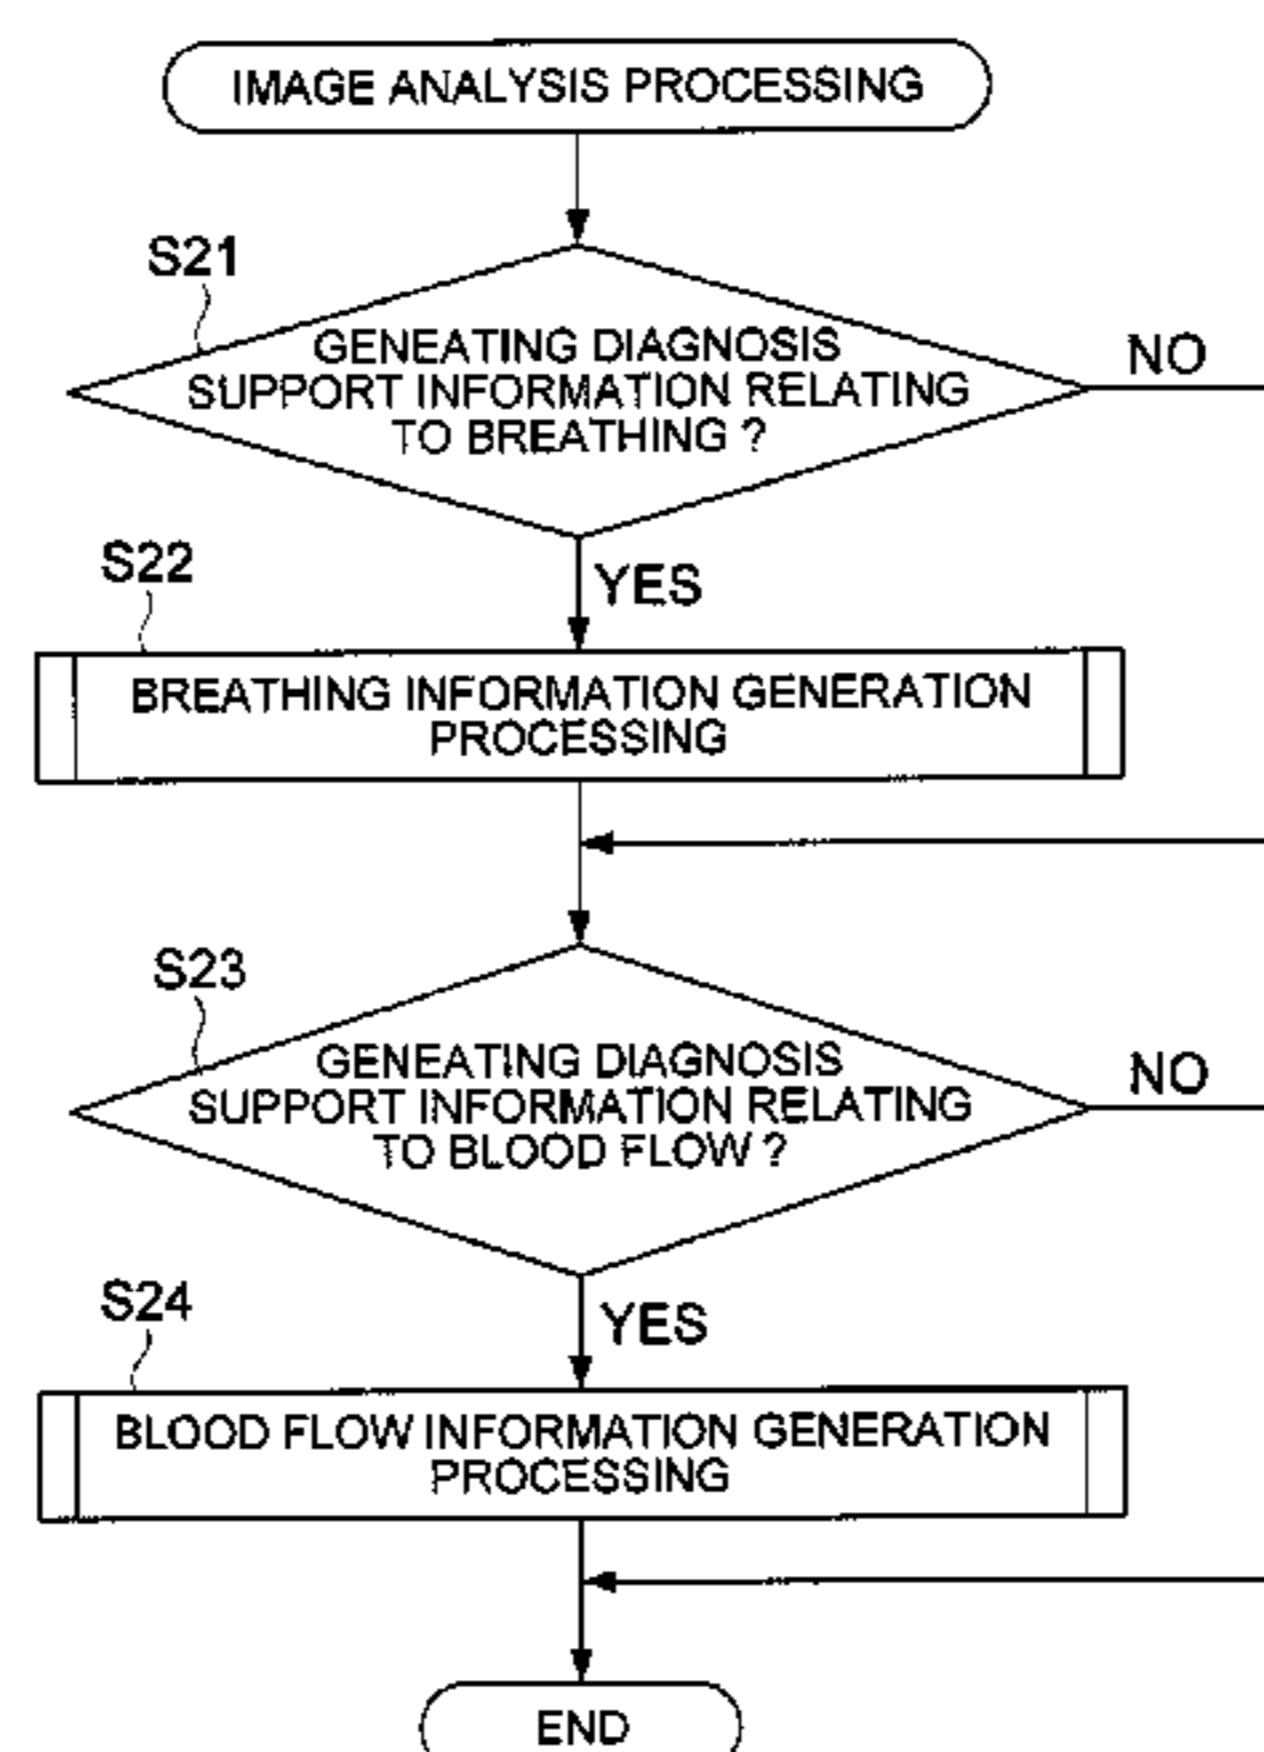 IMAGE ANALYSIS PROCESSING
S21
GENEATING DIAGNOSIS
SUPPORT INFORMATION RELATING
TO BREATHING ?
NO
YES
S22
BREATHING INFORMATION GENERATION
PROCESSING
S23
GENEATING DIAGNOSIS
SUPPORT INFORMATION RELATING
TO BLOOD FLOW ?
NO
YES
S24
BLOOD FLOW INFORMATION GENERATION
PROCESSING
END